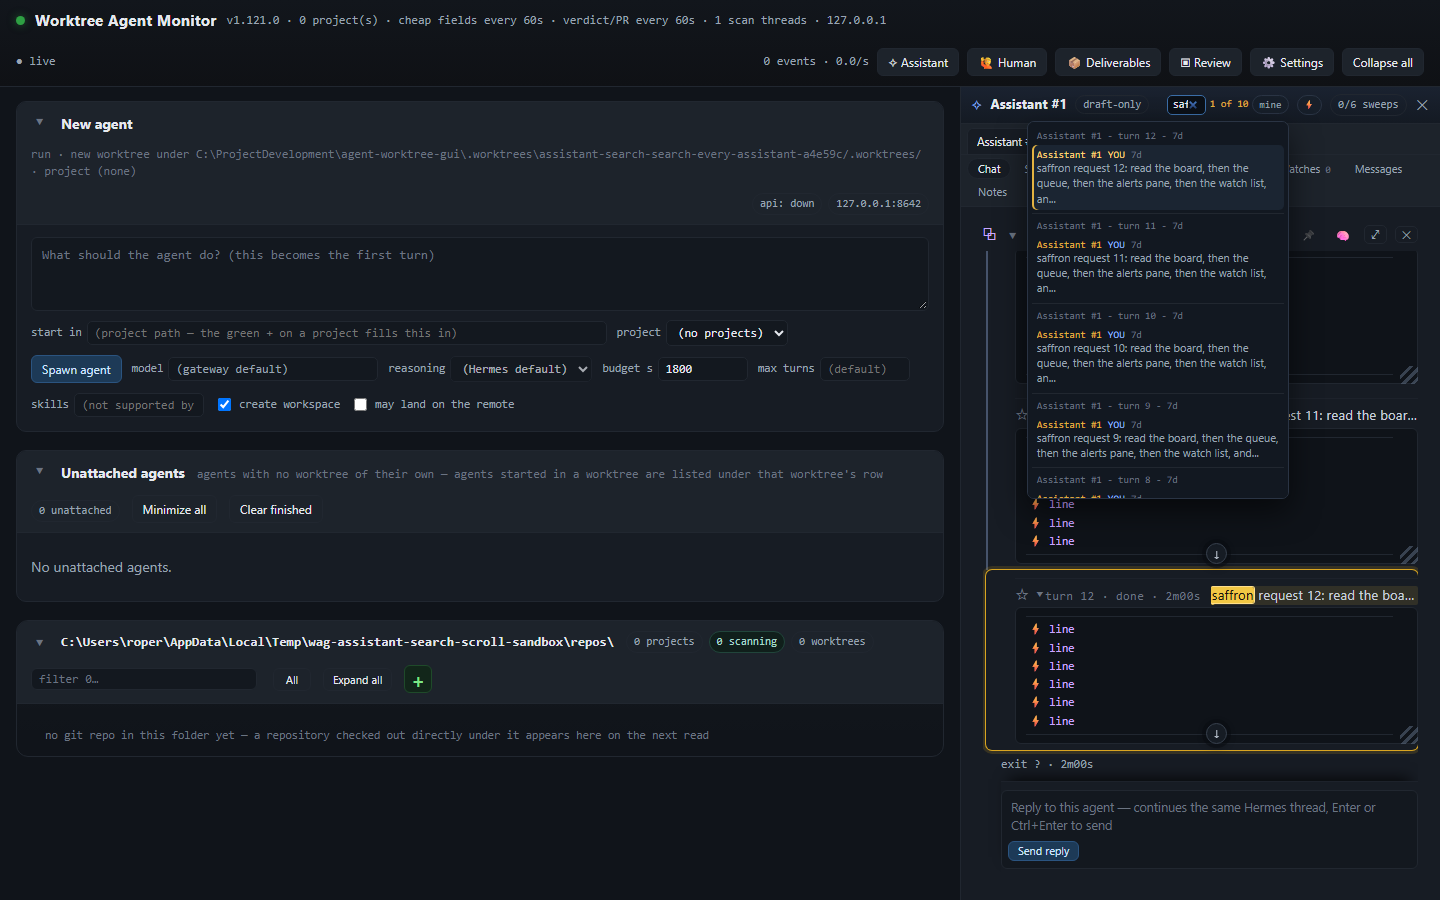 Worktree Agent Monitor v1.121.0 · 0 project(s) · cheap fields every 60s · verdict/PR every 60s · 1 scan threads · 127.0.0.1
live
0 events · 0.0/s
Assistant
Human
Deliverables
Review
Settings
Collapse all
New agent
run · new worktree under C:\ProjectDevelopment\agent-worktree-gui\.worktrees\assistant-search-search-every-assistant-a4e59c/.worktrees/
· project (none)
api: down 127.0.0.1:8642
What should the agent do? (this becomes the first turn)
start in (project path — the green + on a project fills this in) project (no projects)
Spawn agent model (gateway default) reasoning (Hermes default) budget s 1800 max turns (default)
skills (not supported by create workspace may land on the remote
Unattached agents agents with no worktree of their own — agents started in a worktree are listed under that worktree's row
0 unattached Minimize all Clear finished
No unattached agents.
C:\Users\roper\AppData\Local\Temp\wag-assistant-search-scroll-sandbox\repos\ 0 projects 0 scanning 0 worktrees
filter 0… All Expand all +
no git repo in this folder yet — a repository checked out directly under it appears here on the next read
Assistant #1 draft-only saf 1 of 10 mine 0/6 sweeps
Assistant
Chat
Messages
Notes
Assistant #1 - turn 12 - 7d
Assistant #1 YOU 7d
saffron request 12: read the board, then the
queue, then the alerts pane, then the watch list,
an…
Assistant #1 - turn 11 - 7d
Assistant #1 YOU 7d
saffron request 11: read the board, then the
queue, then the alerts pane, then the watch list,
an…
Assistant #1 - turn 10 - 7d
Assistant #1 YOU 7d
saffron request 10: read the board, then the
queue, then the alerts pane, then the watch list,
an…
Assistant #1 - turn 9 - 7d
Assistant #1 YOU 7d
saffron request 9: read the board, then the queue,
then the alerts pane, then the watch list, and…
Assistant #1 - turn 8 - 7d
11: read the boar…
line
line
line
turn 12 · done · 2m00s saffron request 12: read the boa…
line
line
line
line
line
line
exit ? · 2m00s
Reply to this agent — continues the same Hermes thread, Enter or
Ctrl+Enter to send
Send reply